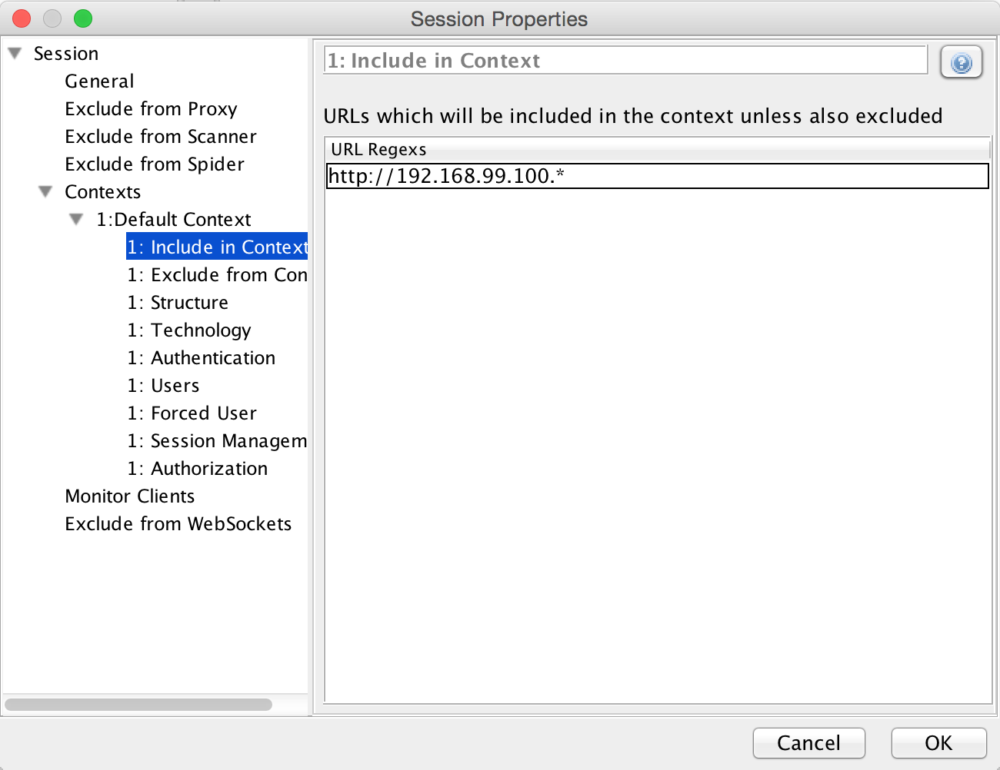 Session Properties
Session
General
Exclude from Proxy
Exclude from Scanner
Exclude from Spider
Contexts
1:Default Context
1: Include in Context
1: Exclude from Con
1: Structure
1: Technology
1: Authentication
1: Users
1: Forced User
1: Session Managem
1: Authorization
Monitor Clients
Exclude from WebSockets
1: Include in Context
?
URLs which will be included in the context unless also excluded
URL Regexs
http://192.168.99.100.*
Cancel
OK